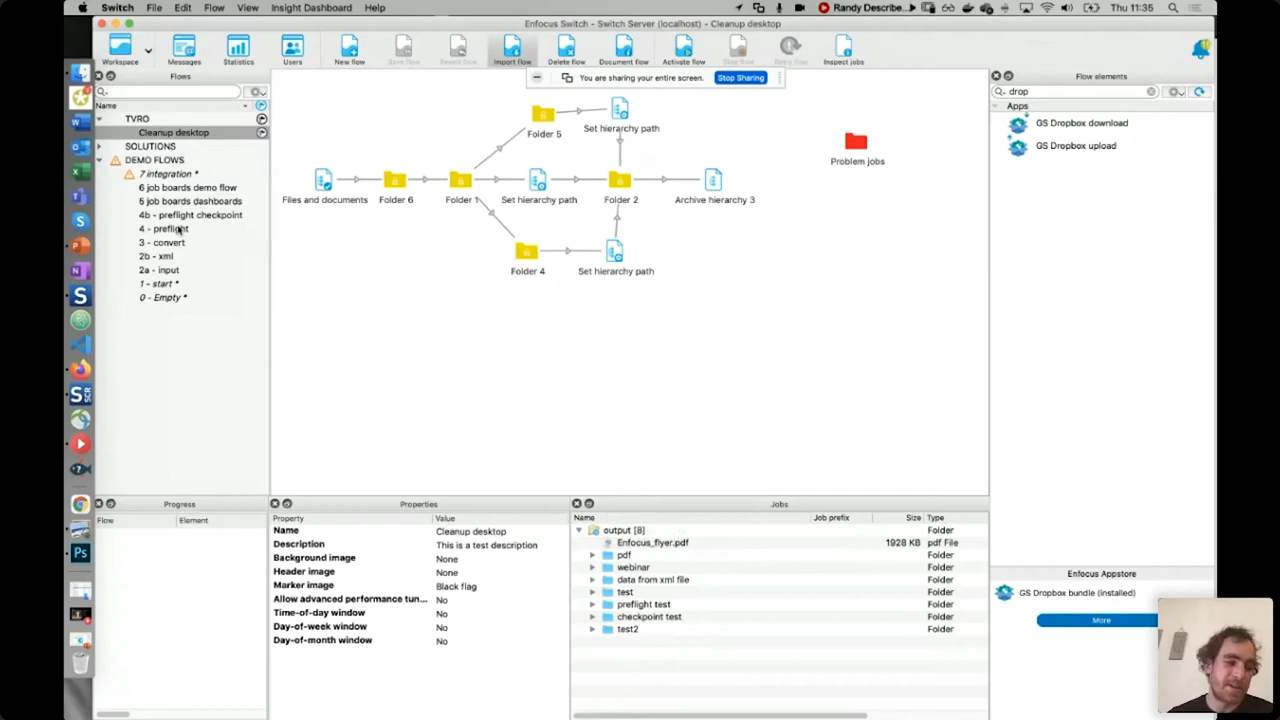 Switch File Edit Flow View Insight Dashboard Help
Randy Describe... Thu 11:35
Enfocus Switch - Switch Server (localhost) - Cleanup desktop
Workspace Messages Statistics Users New flow Save flow Revert flow Import flow Delete flow Document flow Activate flow Stop flow Retry flow Inspect jobs
You are sharing your entire screen. Stop Sharing
Flows
Name
TVRO
Cleanup desktop
SOLUTIONS
DEMO FLOWS
7 integration *
6 job boards demo flow
5 job boards dashboards
4b - preflight checkpoint
4 - preflight
3 - convert
2b - xml
2a - input
1 - start *
0 - Empty *
Folder 5
Set hierarchy path
Problem jobs
Files and documents
Folder 6
Folder 1
Set hierarchy path
Folder 2
Archive hierarchy 3
Folder 4
Set hierarchy path
Flow elements
drop
Apps
GS Dropbox download
GS Dropbox upload
Progress
Flow Element
Properties
Property Value
Name Cleanup desktop
Description This is a test description
Background image None
Header image None
Marker image Black flag
Allow advanced performance tun... No
Time-of-day window No
Day-of-week window No
Day-of-month window No
Jobs
Name Job prefix Size Type
output [8] Folder
Enfocus_flyer.pdf 1928 KB pdf File
pdf Folder
webinar Folder
data from xml file Folder
test Folder
preflight test Folder
checkpoint test Folder
test2 Folder
Enfocus Appstore
GS Dropbox bundle (installed)
More